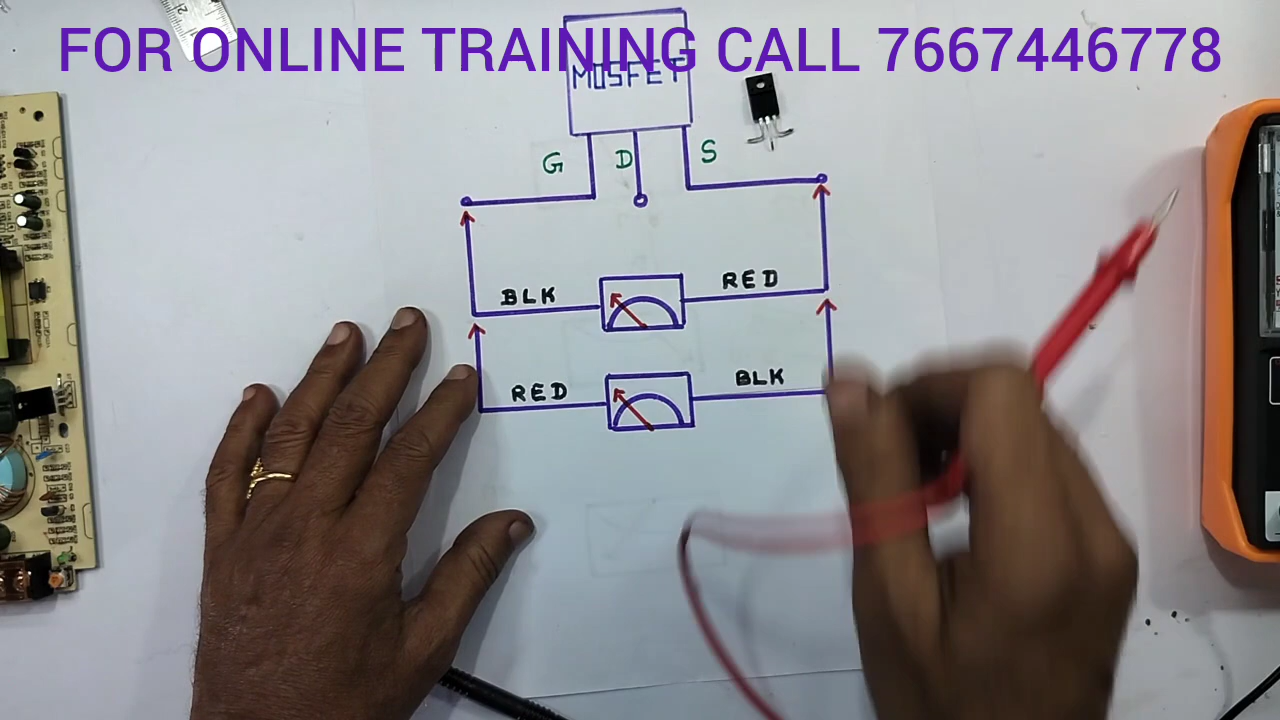 FOR ONLINE TRAINING CALL 7667446778
MOSFET
G D S
BLK RED
RED BLK